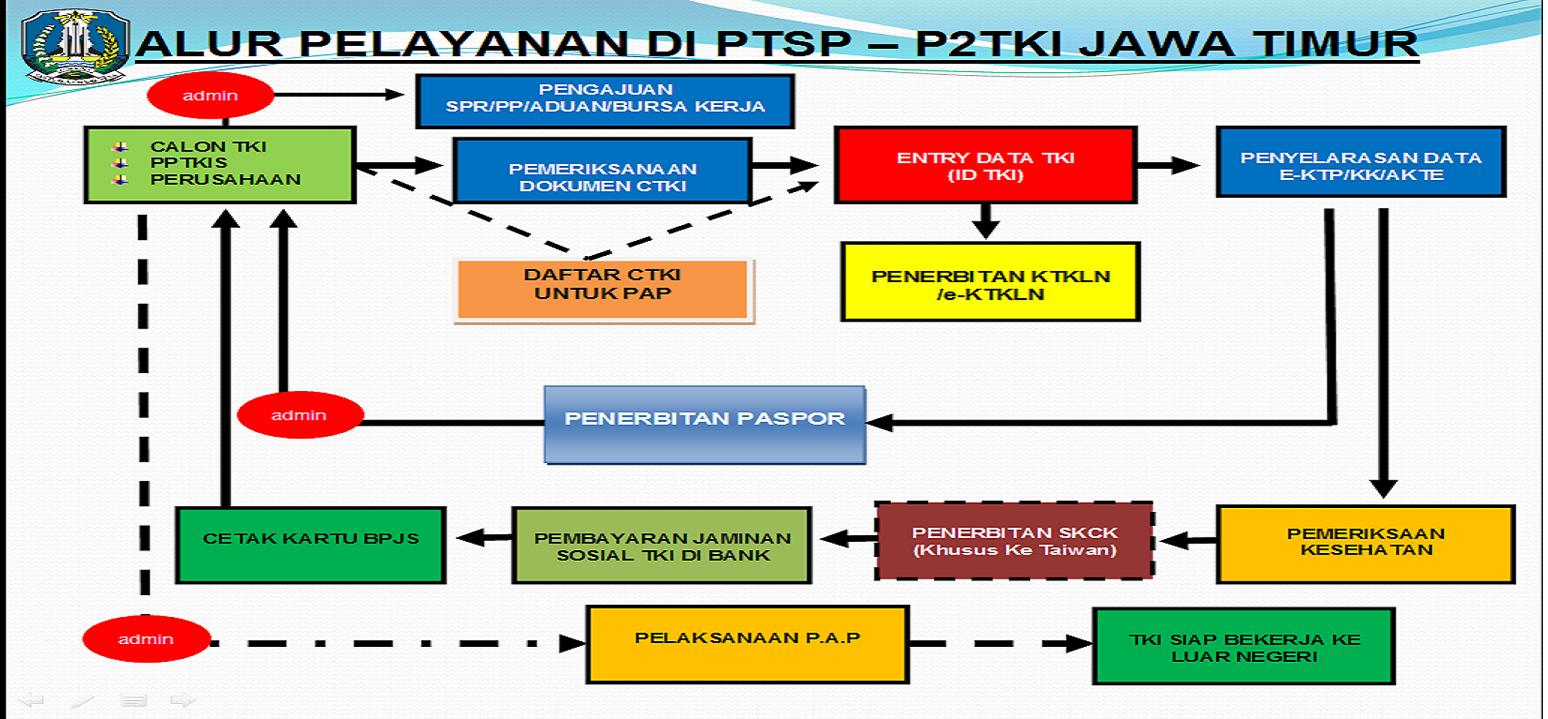 ALUR PELAYANAN DI PTSP – P2TKI JAWA TIMUR
admin
PENGAJUAN
SPR/PP/ADUAN/BURSA KERJA
CALON TKI
PPTKIS
PERUSAHAAN
PEMERIKSANAAN
DOKUMEN CTKI
ENTRY DATA TKI
(ID TKI)
PENYELARASAN DATA
E-KTP/KK/AKTE
DAFTAR CTKI
UNTUK PAP
PENERBITAN KTKLN
/e-KTKLN
admin
PENERBITAN PASPOR
CETAK KARTU BPJS
PEMBAYARAN JAMINAN
SOSIAL TKI DI BANK
PENERBITAN SKCK
(Khusus Ke Taiwan)
PEMERIKSAAN
KESEHATAN
admin
PELAKSANAAN P.A.P
TKI SIAP BEKERJA KE
LUAR NEGERI